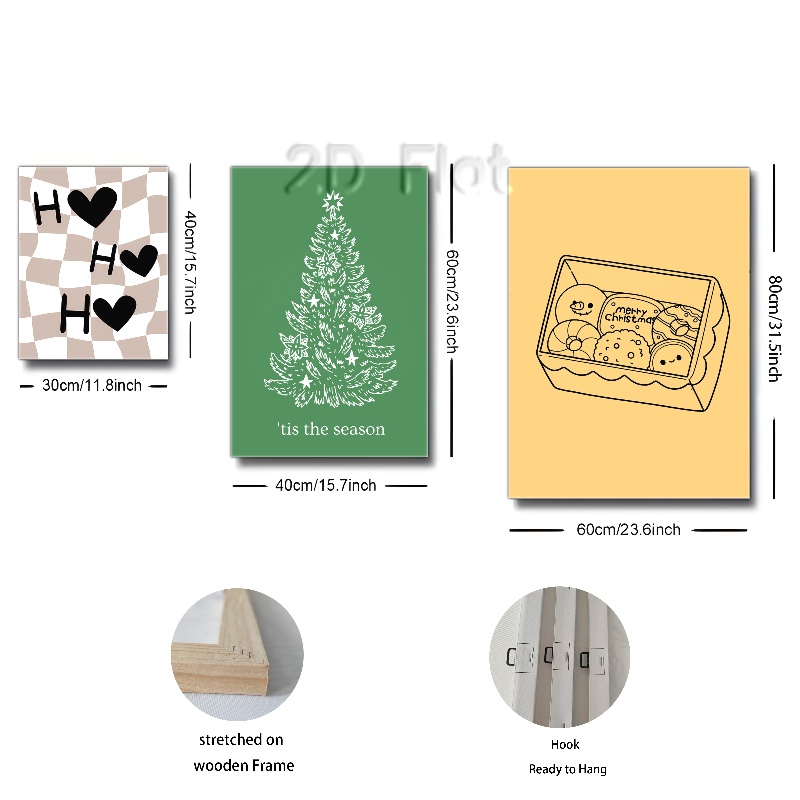 2D Flat
H♥
H♥
H♥
40cm/15.7inch
30cm/11.8inch
'tis the season
60cm/23.6inch
40cm/15.7inch
merry
christmas
80cm/31.5inch
60cm/23.6inch
stretched on
wooden Frame
Hook
Ready to Hang